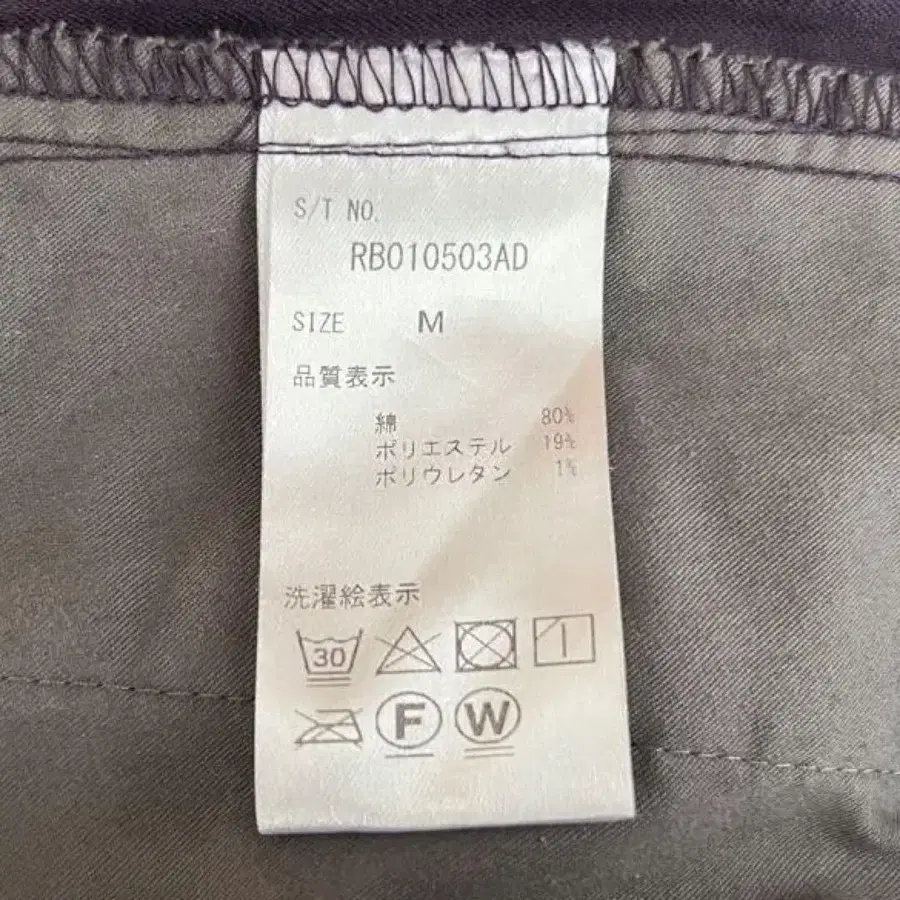 S/T NO.
RB010503AD
SIZE M
品質表示
綿 80%
ポリエステル 19%
ポリウレタン 1%
洗濯絵表示
30
F W